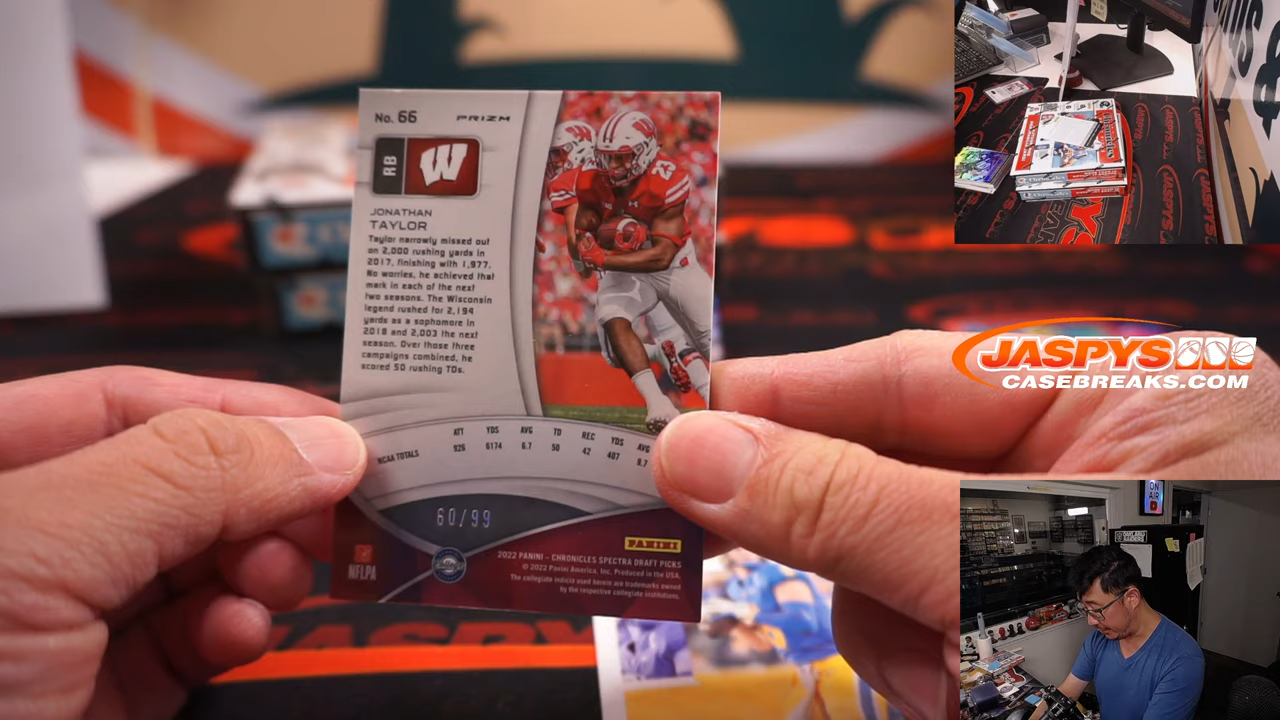 No. 66 PRIZM
RB
W
JONATHAN
TAYLOR
Taylor narrowly missed out
on 2,000 rushing yards in
2017, finishing with 1,977.
No worries, he achieved that
mark in each of the next
two seasons. The Wisconsin
legend rushed for 2,194
yards as a sophomore in
2018 and 2,003 the next
season. Over those three
campaigns combined, he
scored 50 rushing TDs.
23
ATT YDS AVG TD REC YDS AVG
NCAA TOTALS 926 6174 6.7 50 42 407 9.7
60/99
PANINI
2022 PANINI - CHRONICLES SPECTRA DRAFT PICKS
© 2022 Panini America, Inc. Produced in the USA.
The collegiate indicia used herein are trademarks owned
by the respective collegiate institutions.
NFLPA
JASPYS
CASEBREAKS.COM
ON
AIR
JASPYS